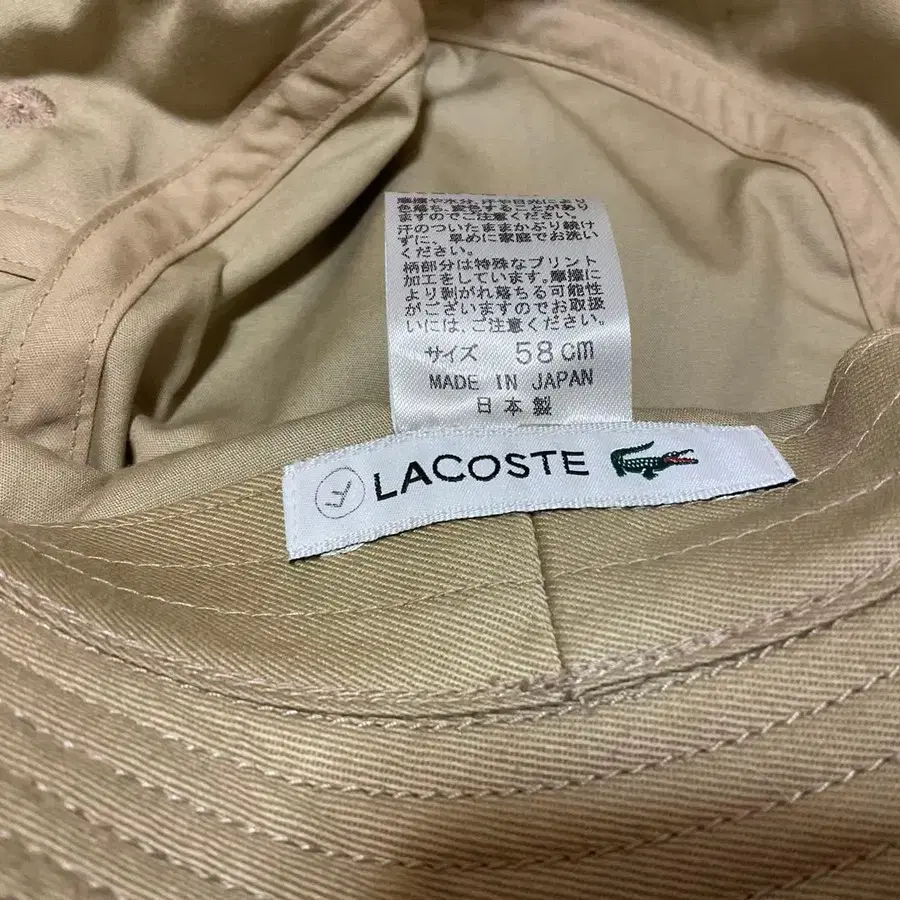 摩擦や水分、汗や日光により
色落ち、変色することがあり
ますのでご注意ください。
汗のついたままかぶり続け
ずに、早めに家庭でお洗い
ください。
柄部分は特殊なプリント
加工をしています。摩擦に
より剥がれ落ちる可能性
がございますのでお取扱
いには、ご注意ください。
サイズ 58cm
MADE IN JAPAN
日本製
LACOSTE